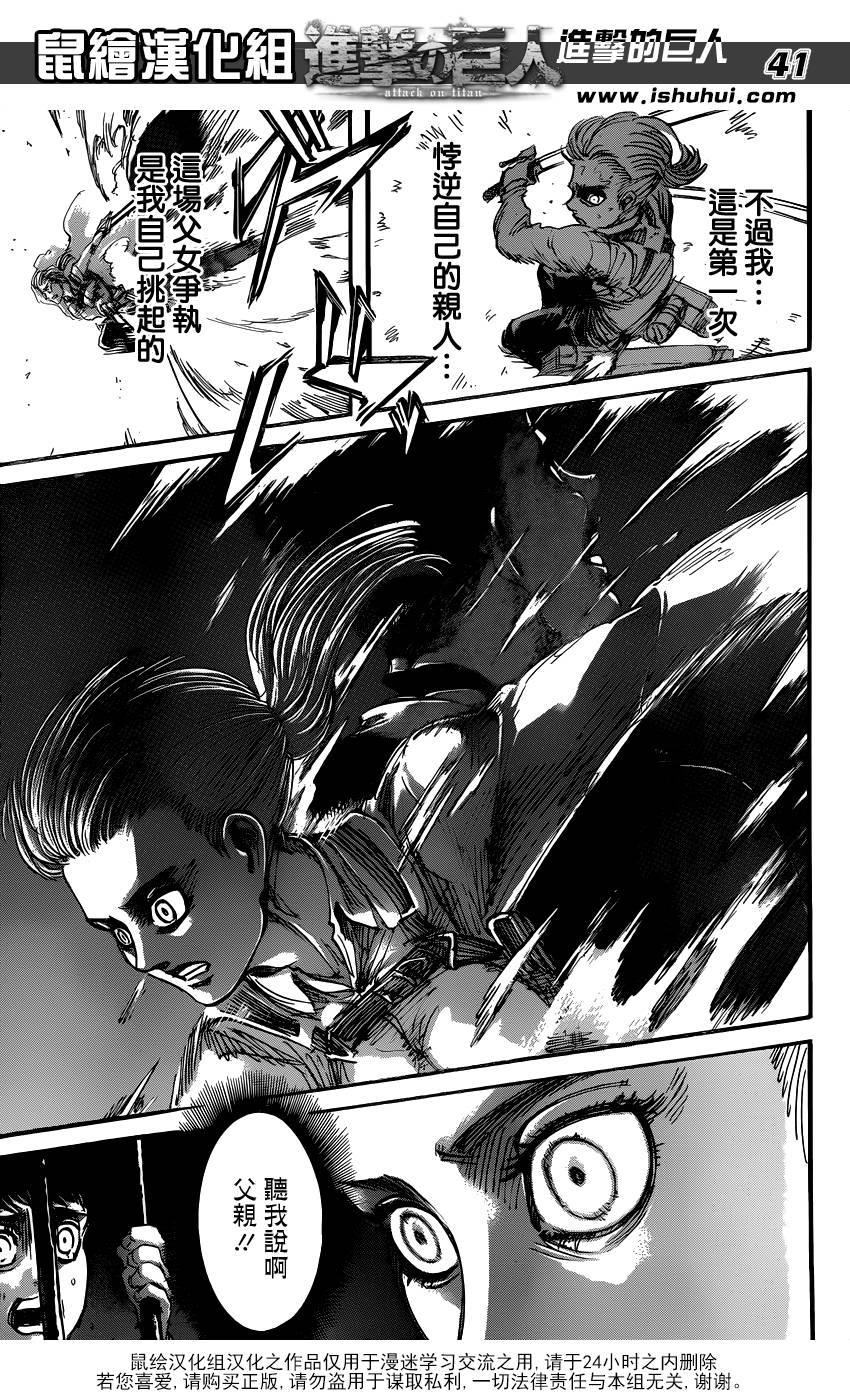 鼠繪漢化組
進撃の巨人
attack on titan
進擊的巨人
41
www.ishuhui.com
不過我…
這是第一次
悖逆自己的親人…
這場父女爭執
是我自己挑起的
聽我說啊
父親!!
鼠绘汉化组汉化之作品仅用于漫迷学习交流之用,请于24小时之内删除
若您喜爱,请购买正版,请勿盗用于谋取私利,一切法律责任与本组无关,谢谢。